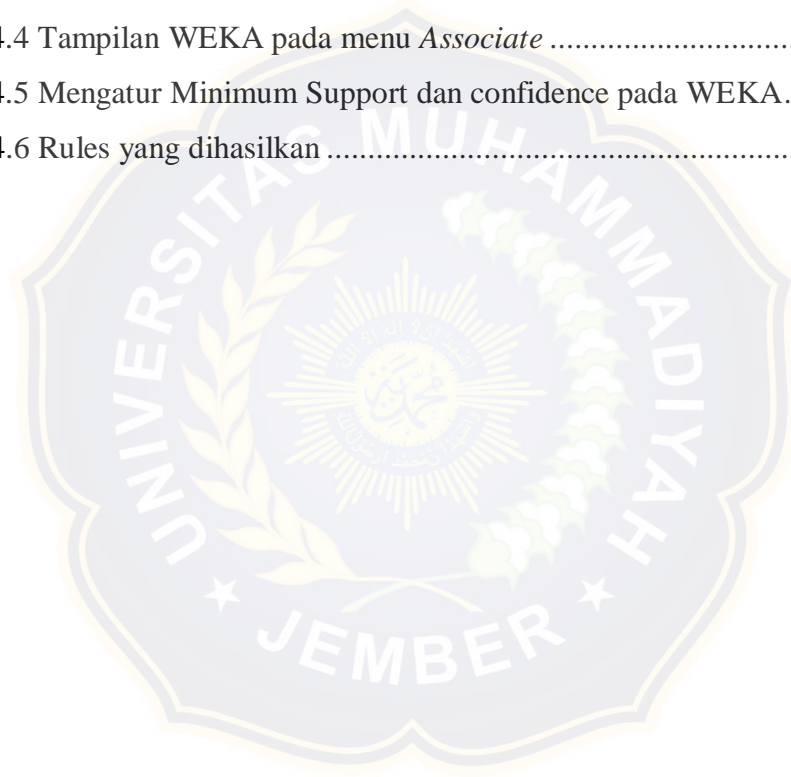 4.4 Tampilan WEKA pada menu Associate ..............................
4.5 Mengatur Minimum Support dan confidence pada WEKA.
4.6 Rules yang dihasilkan .........................................................
UNIVERSITAS MUHAMMADIYAH
JEMBER